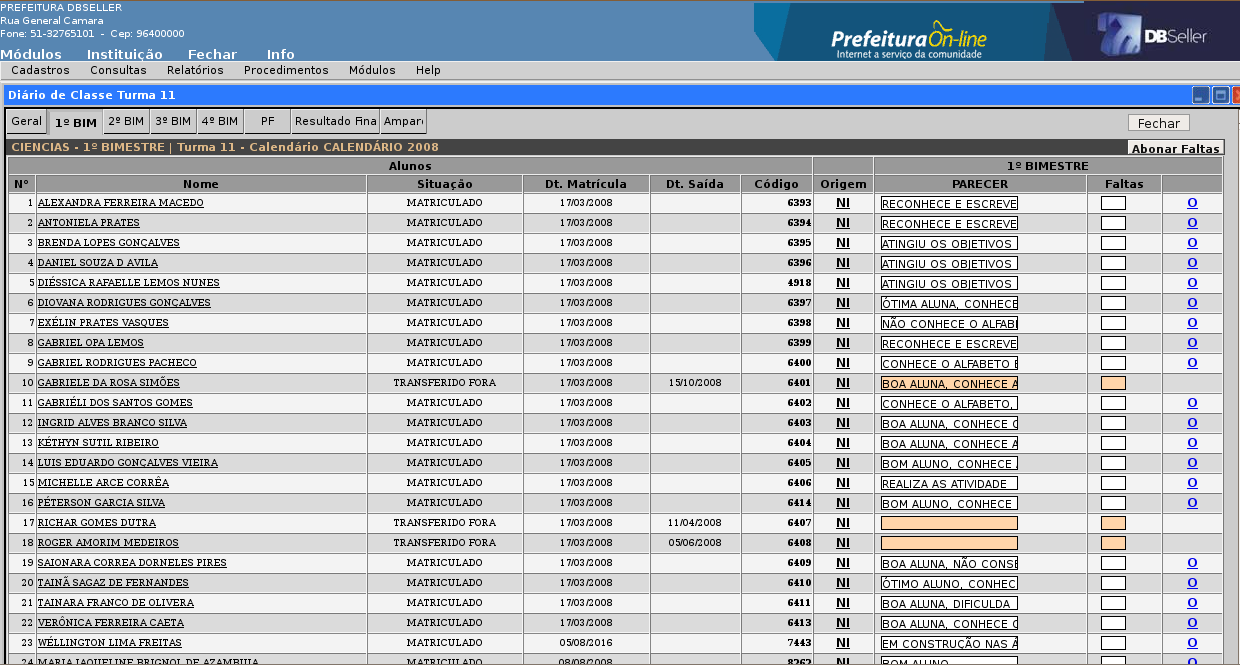 PREFEITURA DBSELLER
Rua General Camara
Fone: 51-32765101 - Cep: 96400000
PrefeituraOn-line
Internet a serviço da comunidade
DBSeller
Módulos Instituição Fechar Info
Cadastros Consultas Relatórios Procedimentos Módulos Help
Diário de Classe Turma 11
Geral 1º BIM 2º BIM 3º BIM 4º BIM PF Resultado Fina Ampar
Fechar
CIENCIAS - 1º BIMESTRE | Turma 11 - Calendário CALENDÁRIO 2008
Abonar Faltas
Alunos 1º BIMESTRE
Nº Nome Situação Dt. Matrícula Dt. Saída Código Origem PARECER Faltas
1 ALEXANDRA FERREIRA MACEDO MATRICULADO 17/03/2008 6393 NI RECONHECE E ESCREVE O
2 ANTONIELA PRATES MATRICULADO 17/03/2008 6394 NI RECONHECE E ESCREVE O
3 BRENDA LOPES GONÇALVES MATRICULADO 17/03/2008 6395 NI ATINGIU OS OBJETIVOS O
4 DANIEL SOUZA D AVILA MATRICULADO 17/03/2008 6396 NI ATINGIU OS OBJETIVOS O
5 DIÉSSICA RAFAELLE LEMOS NUNES MATRICULADO 17/03/2008 4918 NI ATINGIU OS OBJETIVOS O
6 DIOVANA RODRIGUES GONÇALVES MATRICULADO 17/03/2008 6397 NI ÓTIMA ALUNA, CONHECE O
7 EXÉLIN PRATES VASQUES MATRICULADO 17/03/2008 6398 NI NÃO CONHECE O ALFABI O
8 GABRIEL OPA LEMOS MATRICULADO 17/03/2008 6399 NI RECONHECE E ESCREVE O
9 GABRIEL RODRIGUES PACHECO MATRICULADO 17/03/2008 6400 NI CONHECE O ALFABETO E O
10 GABRIELE DA ROSA SIMÕES TRANSFERIDO FORA 17/03/2008 15/10/2008 6401 NI BOA ALUNA, CONHECE A
11 GABRIÉLI DOS SANTOS GOMES MATRICULADO 17/03/2008 6402 NI CONHECE O ALFABETO, O
12 INGRID ALVES BRANCO SILVA MATRICULADO 17/03/2008 6403 NI BOA ALUNA, CONHECE O O
13 KÉTHYN SUTIL RIBEIRO MATRICULADO 17/03/2008 6404 NI BOA ALUNA, CONHECE A O
14 LUIS EDUARDO GONÇALVES VIEIRA MATRICULADO 17/03/2008 6405 NI BOM ALUNO, CONHECE O
15 MICHELLE ARCE CORRÊA MATRICULADO 17/03/2008 6406 NI REALIZA AS ATIVIDADE O
16 PÉTERSON GARCIA SILVA MATRICULADO 17/03/2008 6414 NI BOM ALUNO, CONHECE O
17 RICHAR GOMES DUTRA TRANSFERIDO FORA 17/03/2008 11/04/2008 6407 NI
18 ROGER AMORIM MEDEIROS TRANSFERIDO FORA 17/03/2008 05/06/2008 6408 NI
19 SAIONARA CORREA DORNELES PIRES MATRICULADO 17/03/2008 6409 NI BOA ALUNA, NÃO CONSE O
20 TAINÃ SAGAZ DE FERNANDES MATRICULADO 17/03/2008 6410 NI ÓTIMO ALUNO, CONHEC O
21 TAINARA FRANCO DE OLIVERA MATRICULADO 17/03/2008 6411 NI BOA ALUNA, DIFICULDA O
22 VERÔNICA FERREIRA CAETA MATRICULADO 17/03/2008 6413 NI BOA ALUNA, CONHECE O O
23 WÉLLINGTON LIMA FREITAS MATRICULADO 05/08/2016 7443 NI EM CONSTRUÇÃO NAS Á O
24 MARIA JAQUELINE BRIGNOL DE AZAMBUJA MATRICULADO 08/08/2008 8262 NI BOM ALUNO O